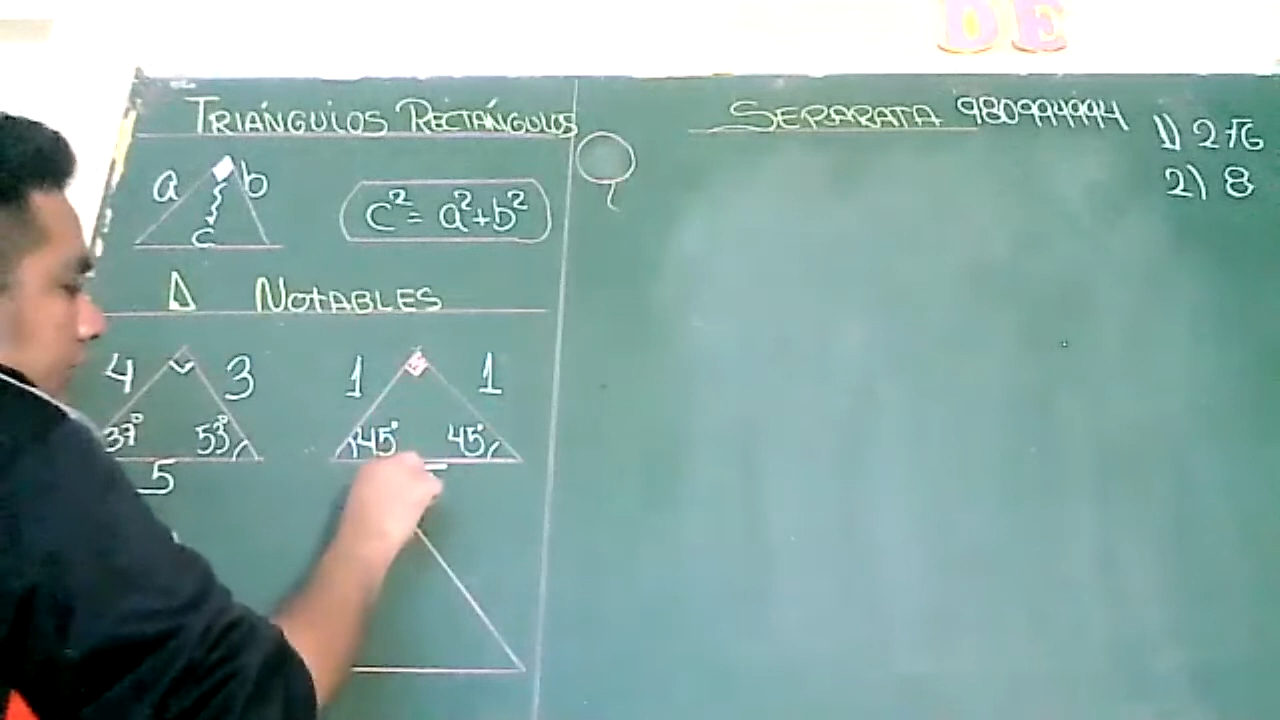 DE
TRIÁNGULOS RECTÁNGULOS
a b
c
c² = a²+b²
Δ NOTABLES
4 3
37° 53°
5
1 1
45° 45°
SEPARATA 980994994
1) 2√6
2) 8